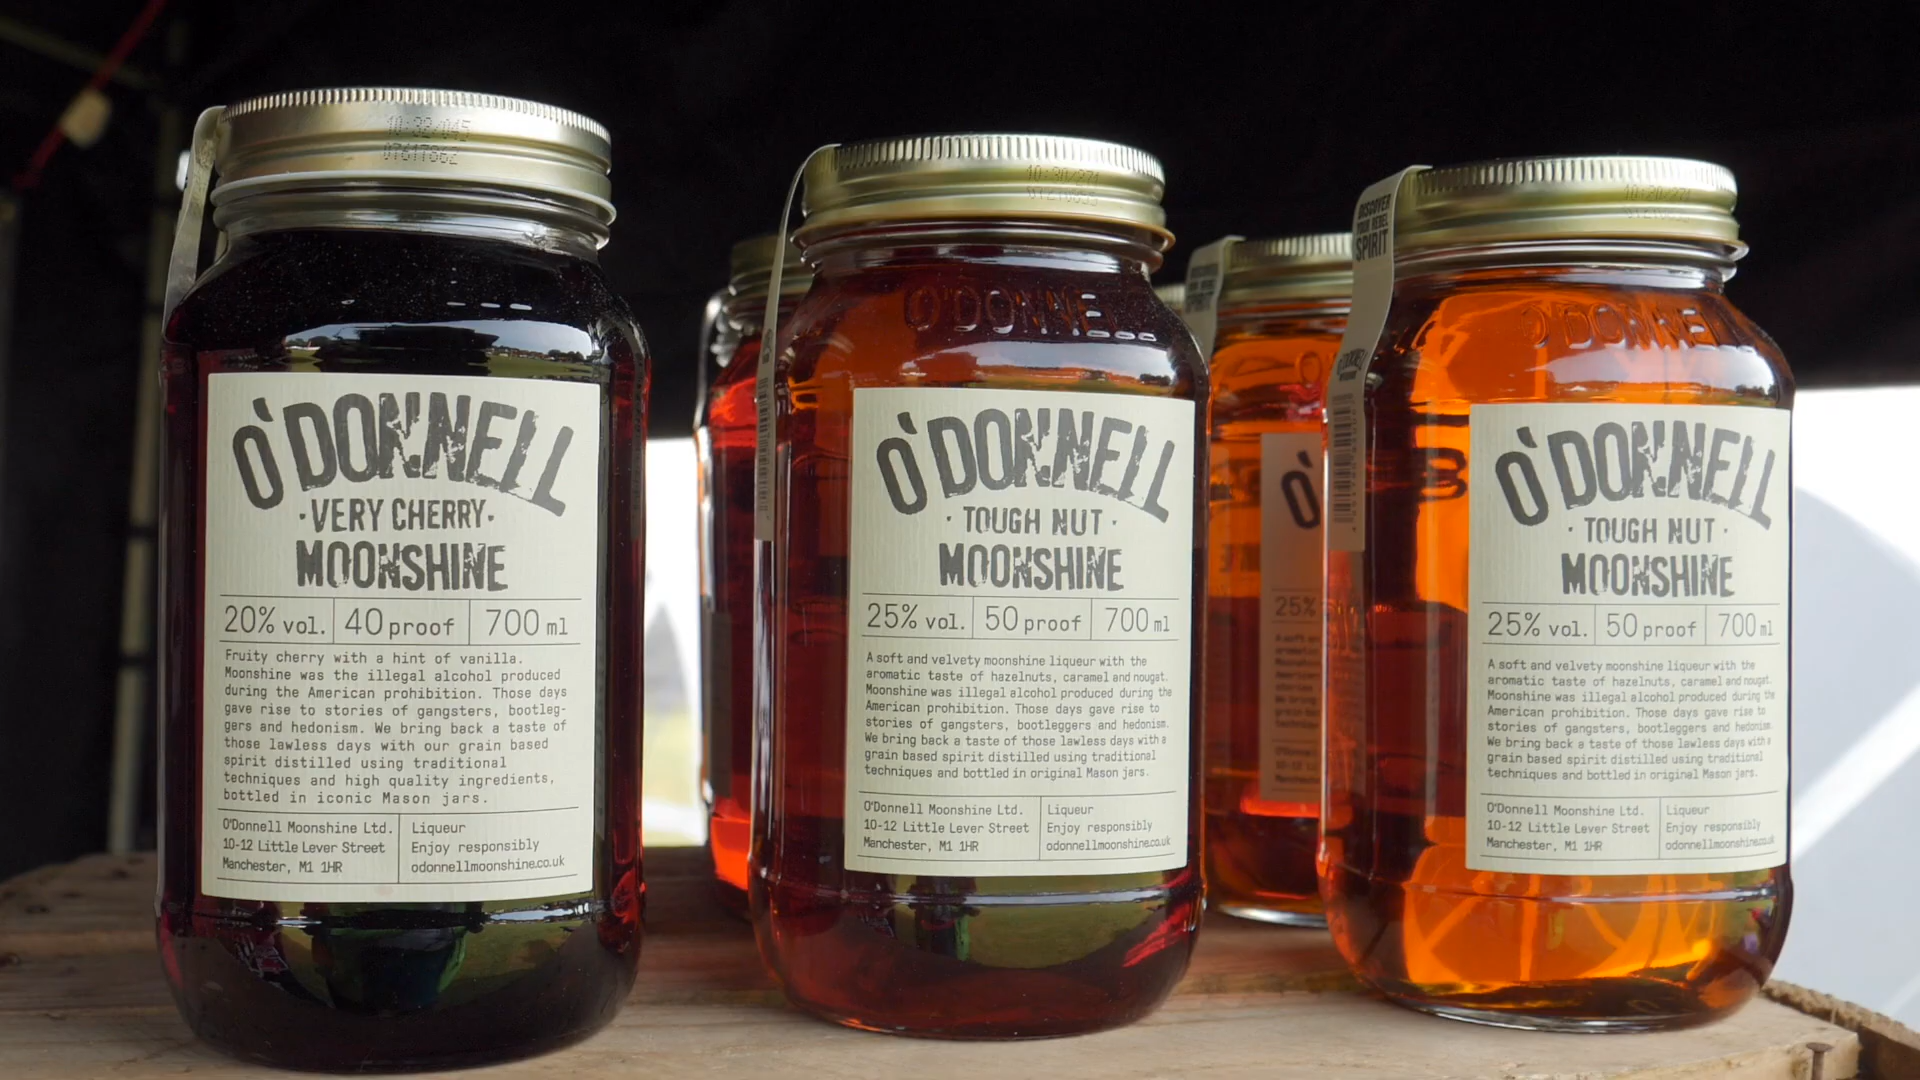 10:32/045
07617862
O'DONNELL
·VERY CHERRY·
MOONSHINE
20% vol.
40 proof
700 ml
Fruity cherry with a hint of vanilla.
Moonshine was the illegal alcohol produced
during the American prohibition. Those days
gave rise to stories of gangsters, bootleg-
gers and hedonism. We bring back a taste of
those lawless days with our grain based
spirit distilled using traditional
techniques and high quality ingredients,
bottled in iconic Mason jars.
O'Donnell Moonshine Ltd.
10-12 Little Lever Street
Manchester, M1 1HR
Liqueur
Enjoy responsibly
odonnellmoonshine.co.uk
O'DONNELL
O'DONNELL
· TOUGH NUT ·
MOONSHINE
25% vol.
50 proof
700 ml
A soft and velvety moonshine liqueur with the
aromatic taste of hazelnuts, caramel and nougat.
Moonshine was illegal alcohol produced during the
American prohibition. Those days gave rise to
stories of gangsters, bootleggers and hedonism.
We bring back a taste of those lawless days with a
grain based spirit distilled using traditional
techniques and bottled in original Mason jars.
O'Donnell Moonshine Ltd.
10-12 Little Lever Street
Manchester, M1 1HR
Liqueur
Enjoy responsibly
odonnellmoonshine.co.uk
25%
DISCOVER
YOUR REBEL
SPIRIT
O'DONNELL
O'DONNELL
· TOUGH NUT ·
MOONSHINE
25% vol.
50 proof
700 ml
A soft and velvety moonshine liqueur with the
aromatic taste of hazelnuts, caramel and nougat.
Moonshine was illegal alcohol produced during the
American prohibition. Those days gave rise to
stories of gangsters, bootleggers and hedonism.
We bring back a taste of those lawless days with a
grain based spirit distilled using traditional
techniques and bottled in original Mason jars.
O'Donnell Moonshine Ltd.
10-12 Little Lever Street
Manchester, M1 1HR
Liqueur
Enjoy responsibly
odonnellmoonshine.co.uk